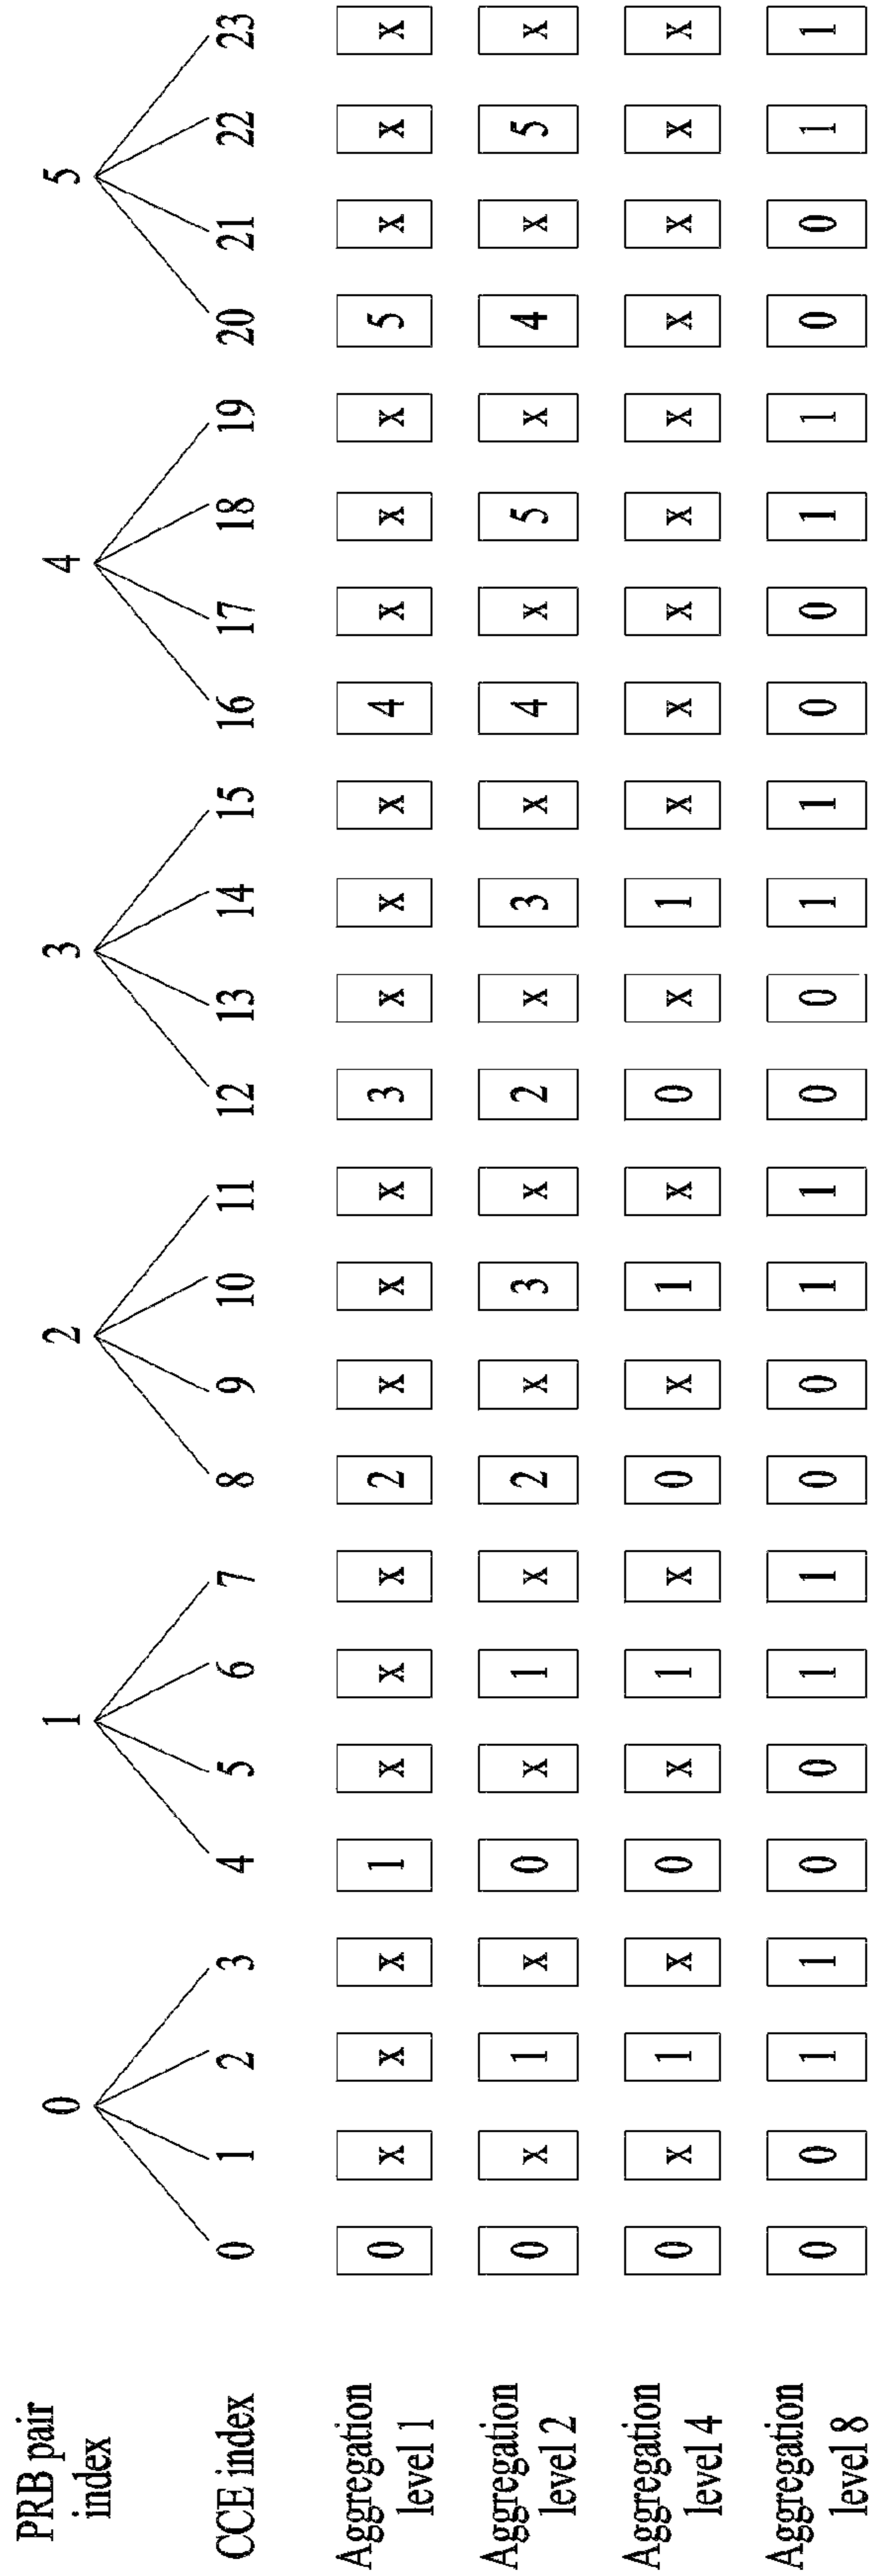 PRB pair index 0 1 2 3 4 5
CCE index 0 1 2 3 4 5 6 7 8 9 10 11 12 13 14 15 16 17 18 19 20 21 22 23
Aggregation level 1 0 x x x 1 x x x 2 x x x 3 x x x 4 x x x 5 x x x
Aggregation level 2 0 x 1 x 0 x 1 x 2 x 3 x 2 x 3 x 4 x 5 x 4 x 5 x
Aggregation level 4 0 x 1 x 0 x 1 x 0 x 1 x 0 x 1 x x x x x x x x x
Aggregation level 8 0 0 1 1 0 0 1 1 0 0 1 1 0 0 1 1 0 0 1 1 0 0 1 1